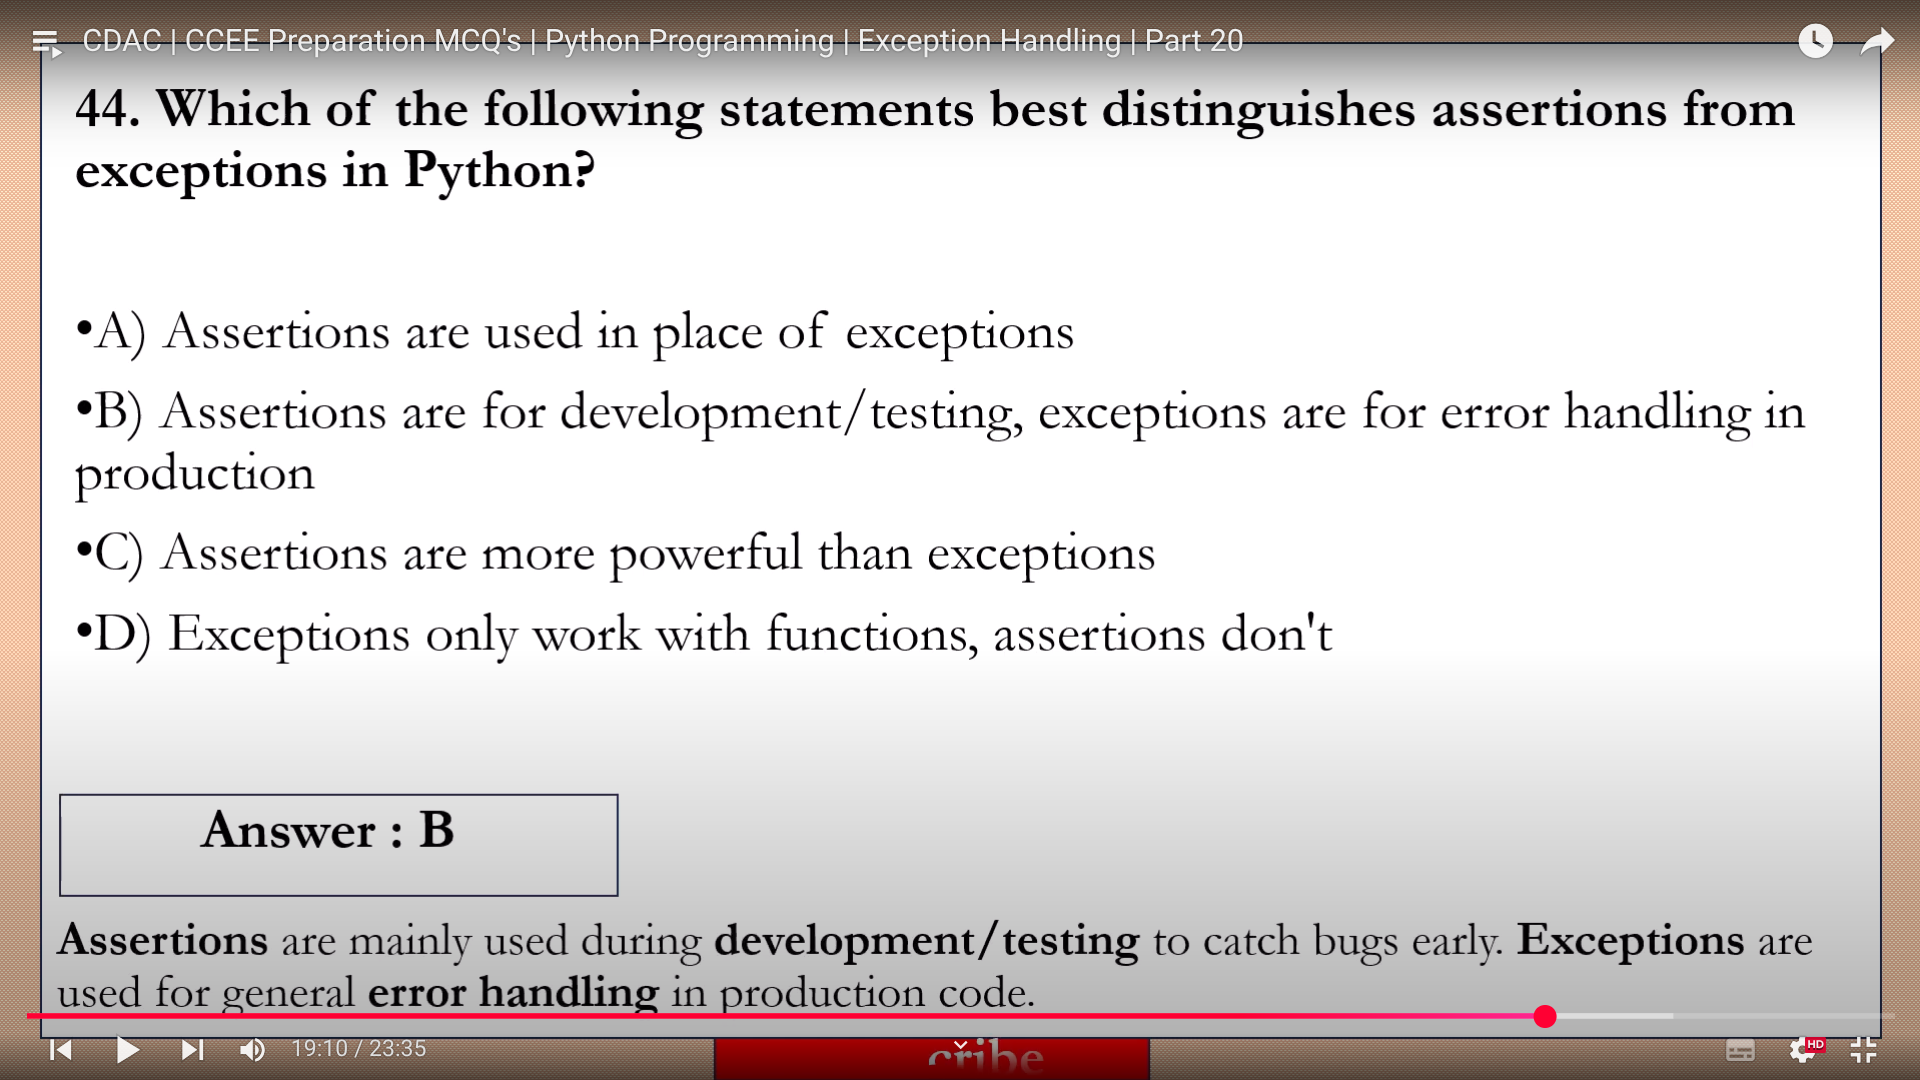 CDAC | CCEE Preparation MCQ's | Python Programming | Exception Handling | Part 20
44. Which of the following statements best distinguishes assertions from
exceptions in Python?
•A) Assertions are used in place of exceptions
•B) Assertions are for development/testing, exceptions are for error handling in
production
•C) Assertions are more powerful than exceptions
•D) Exceptions only work with functions, assertions don't
Answer : B
Assertions are mainly used during development/testing to catch bugs early. Exceptions are
used for general error handling in production code.
19:10 / 23:35
cribe
HD